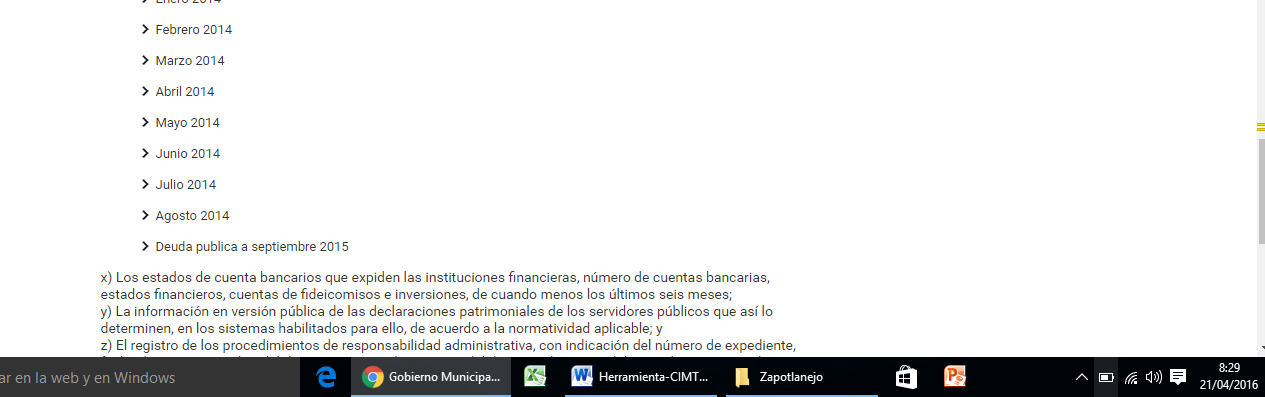 Enero 2014
Febrero 2014
Marzo 2014
Abril 2014
Mayo 2014
Junio 2014
Julio 2014
Agosto 2014
Deuda publica a septiembre 2015
x) Los estados de cuenta bancarios que expiden las instituciones financieras, número de cuentas bancarias,
estados financieros, cuentas de fideicomisos e inversiones, de cuando menos los últimos seis meses;
y) La información en versión pública de las declaraciones patrimoniales de los servidores públicos que así lo
determinen, en los sistemas habilitados para ello, de acuerdo a la normatividad aplicable; y
z) El registro de los procedimientos de responsabilidad administrativa, con indicación del número de expediente,
ar en la web y en Windows
Gobierno Municipa...
Herramienta-CIMT...
Zapotlanejo
8:29
21/04/2016